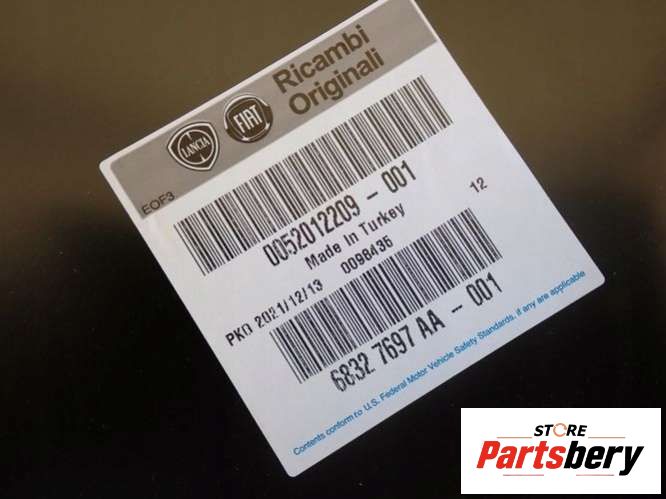 LANCIA
FIAT
Ricambi
Originali
EOF3
0052012209 - 001
Made In Turkey
12
PKD 2021/12/13 0098435
6832 7697 AA - 001
Contents conform to U.S. Federal Motor Vehicle Safety Standards, if any are applicable
STORE
Partsbery